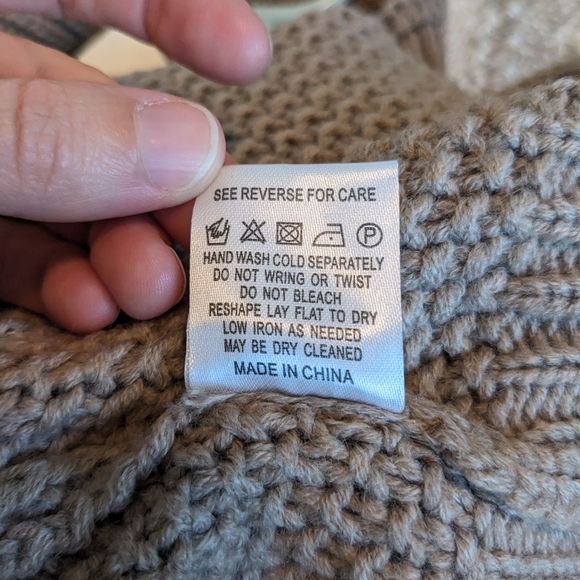 SEE REVERSE FOR CARE
P
HAND WASH COLD SEPARATELY
DO NOT WRING OR TWIST
DO NOT BLEACH
RESHAPE LAY FLAT TO DRY
LOW IRON AS NEEDED
MAY BE DRY CLEANED
MADE IN CHINA